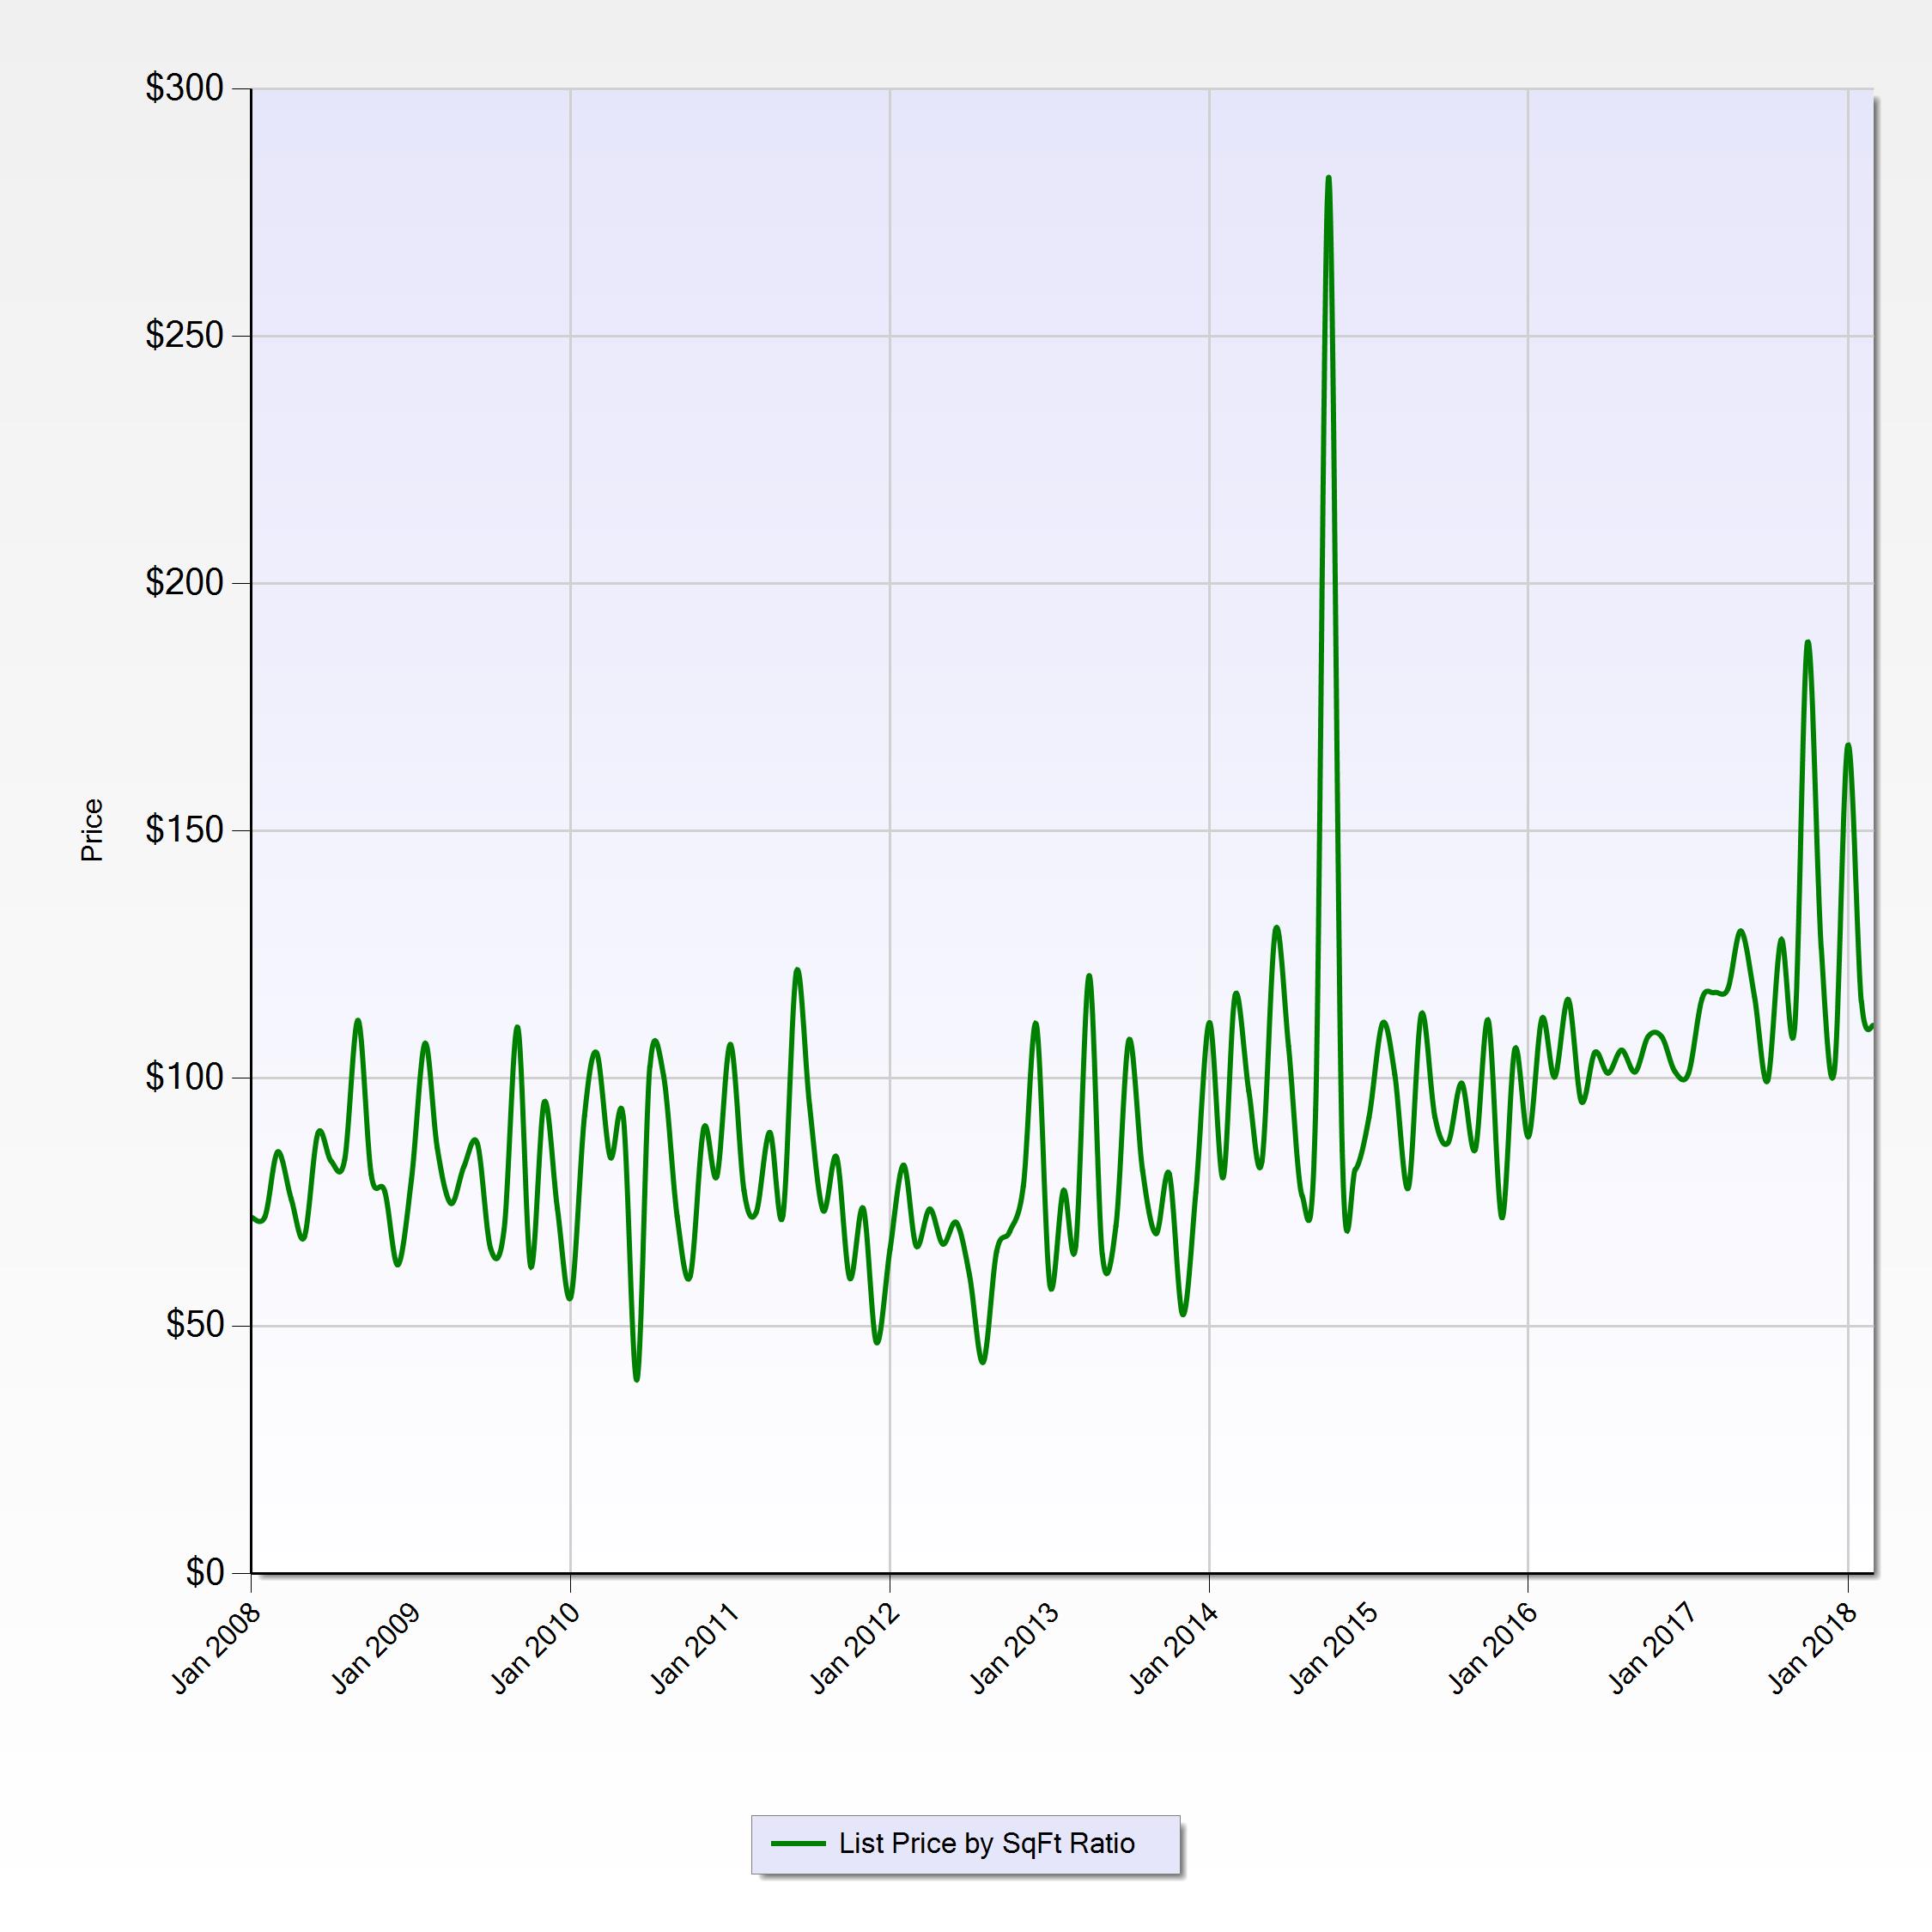 $300
$250
$200
$150
$100
$50
$0
Price
Jan 2008
Jan 2009
Jan 2010
Jan 2011
Jan 2012
Jan 2013
Jan 2014
Jan 2015
Jan 2016
Jan 2017
Jan 2018
List Price by SqFt Ratio